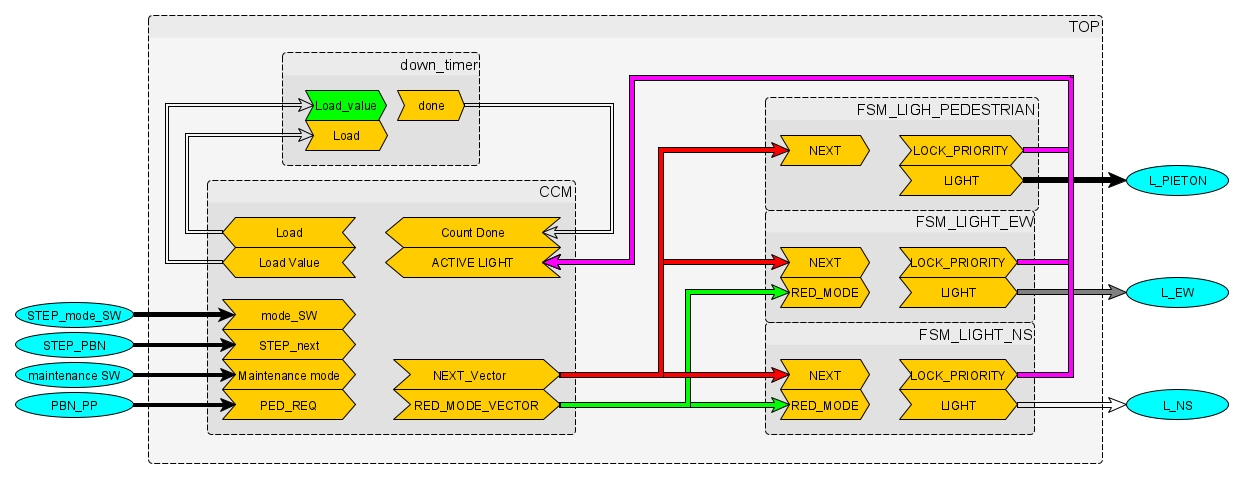 TOP
down_timer
Load_value
done
Load
CCM
Load
Count Done
Load Value
ACTIVE LIGHT
STEP_mode_SW
mode_SW
STEP_PBN
STEP_next
maintenance SW
Maintenance mode
NEXT_Vector
PBN_PP
PED_REQ
RED_MODE_VECTOR
FSM_LIGH_PEDESTRIAN
NEXT
LOCK_PRIORITY
LIGHT
L_PIETON
FSM_LIGHT_EW
NEXT
LOCK_PRIORITY
RED_MODE
LIGHT
L_EW
FSM_LIGHT_NS
NEXT
LOCK_PRIORITY
RED_MODE
LIGHT
L_NS